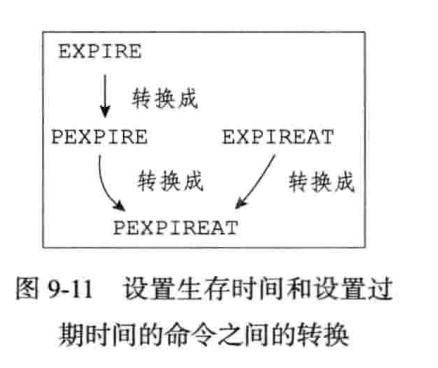 EXPIRE
转换成
PEXPIRE EXPIREAT
转换成 转换成
PEXPIREAT
图 9-11 设置生存时间和设置过
期时间的命令之间的转换